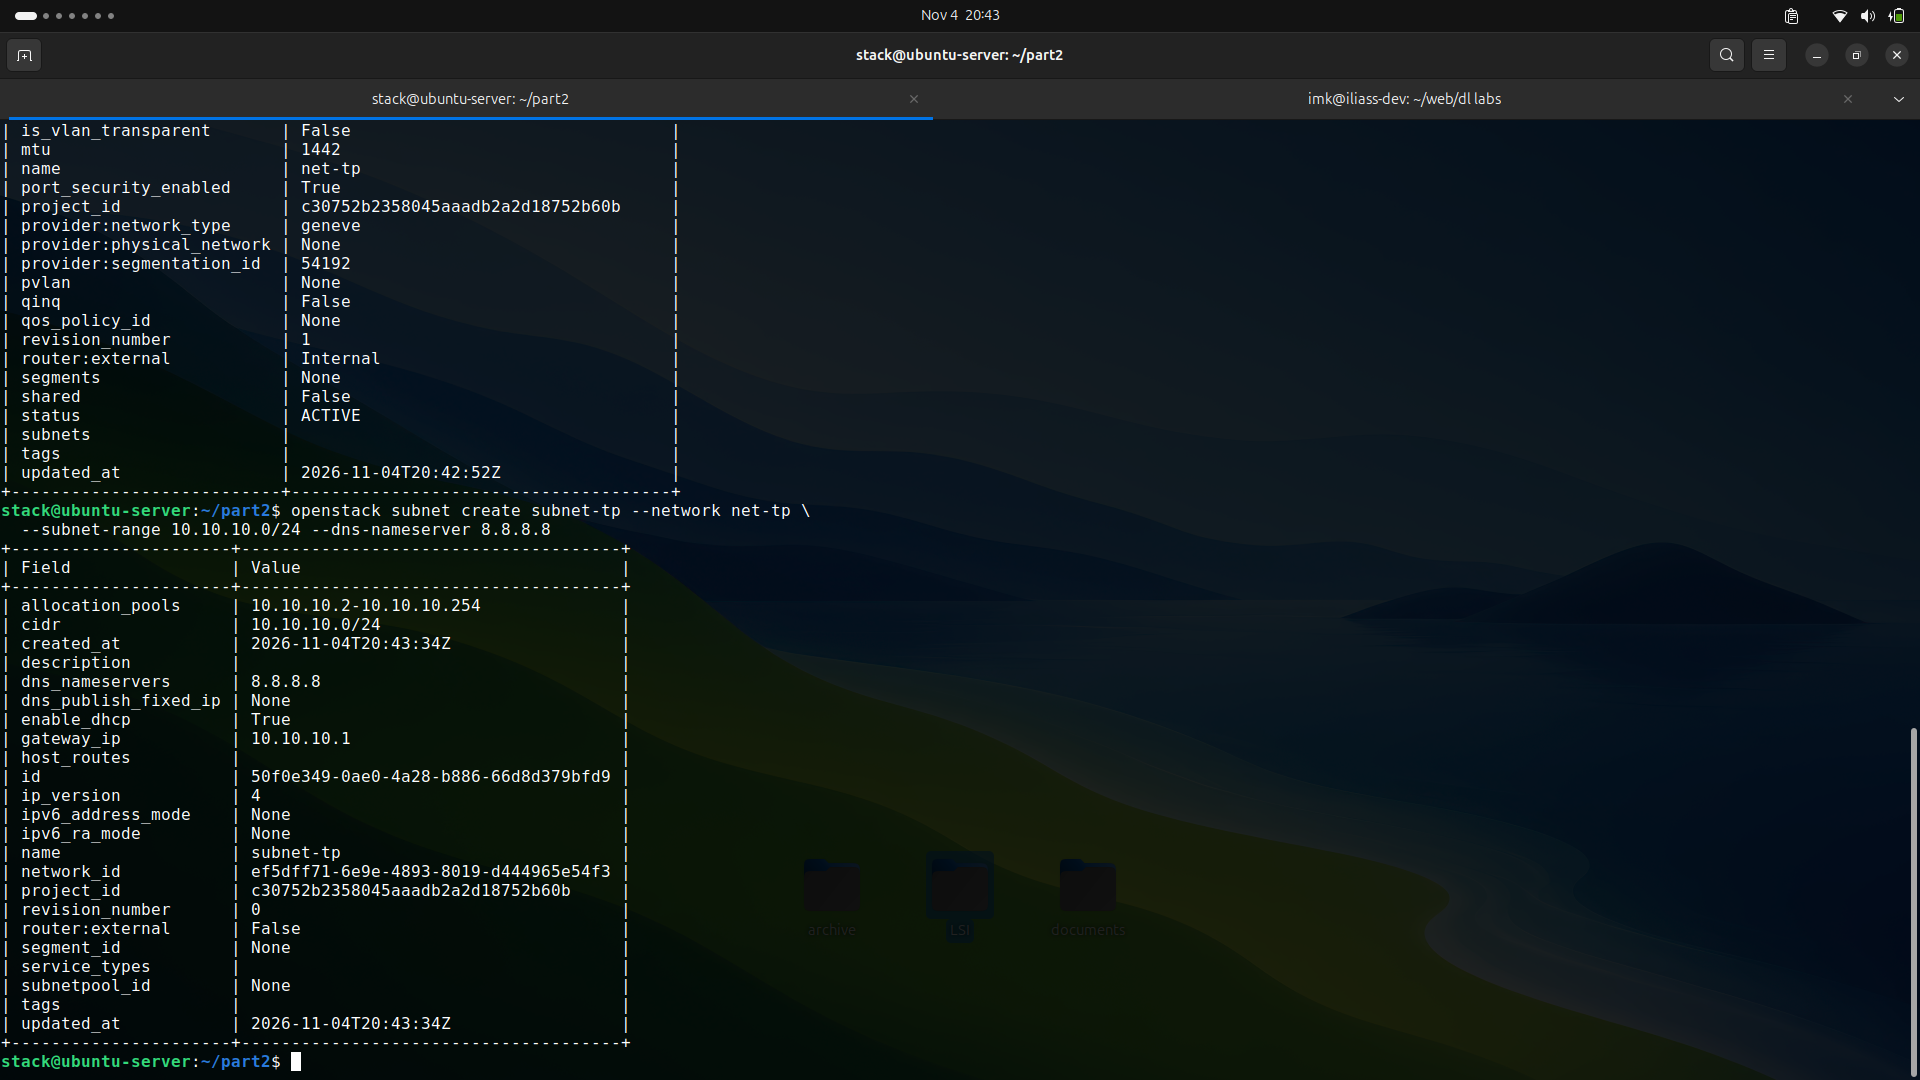 Nov 4 20:43
stack@ubuntu-server: ~/part2
stack@ubuntu-server: ~/part2
imk@iliass-dev: ~/web/dl labs
| is_vlan_transparent       | False                                |
| mtu                       | 1442                                 |
| name                      | net-tp                               |
| port_security_enabled     | True                                 |
| project_id                | c30752b2358045aaadb2a2d18752b60b     |
| provider:network_type     | geneve                               |
| provider:physical_network | None                                 |
| provider:segmentation_id  | 54192                                |
| pvlan                     | None                                 |
| qinq                      | False                                |
| qos_policy_id             | None                                 |
| revision_number           | 1                                    |
| router:external           | Internal                             |
| segments                  | None                                 |
| shared                    | False                                |
| status                    | ACTIVE                               |
| subnets                   |                                      |
| tags                      |                                      |
| updated_at                | 2026-11-04T20:42:52Z                 |
+---------------------------+--------------------------------------+
stack@ubuntu-server:~/part2$ openstack subnet create subnet-tp --network net-tp \
  --subnet-range 10.10.10.0/24 --dns-nameserver 8.8.8.8
+----------------------+--------------------------------------+
| Field                | Value                                |
+----------------------+--------------------------------------+
| allocation_pools     | 10.10.10.2-10.10.10.254              |
| cidr                 | 10.10.10.0/24                        |
| created_at           | 2026-11-04T20:43:34Z                 |
| description          |                                      |
| dns_nameservers      | 8.8.8.8                              |
| dns_publish_fixed_ip | None                                 |
| enable_dhcp          | True                                 |
| gateway_ip           | 10.10.10.1                           |
| host_routes          |                                      |
| id                   | 50f0e349-0ae0-4a28-b886-66d8d379bfd9 |
| ip_version           | 4                                    |
| ipv6_address_mode    | None                                 |
| ipv6_ra_mode         | None                                 |
| name                 | subnet-tp                            |
| network_id           | ef5dff71-6e9e-4893-8019-d444965e54f3 |
| project_id           | c30752b2358045aaadb2a2d18752b60b     |
| revision_number      | 0                                    |
| router:external      | False                                |
| segment_id           | None                                 |
| service_types        |                                      |
| subnetpool_id        | None                                 |
| tags                 |                                      |
| updated_at           | 2026-11-04T20:43:34Z                 |
+----------------------+--------------------------------------+
stack@ubuntu-server:~/part2$
archive
LSI
documents